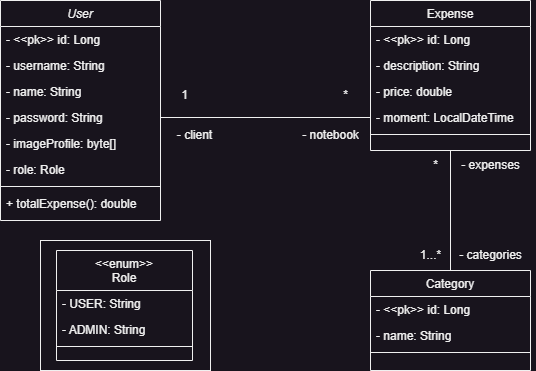 User
- <<pk>> id: Long
- username: String
- name: String
- password: String
- imageProfile: byte[]
- role: Role
+ totalExpense(): double
1
*
- client
- notebook
Expense
- <<pk>> id: Long
- description: String
- price: double
- moment: LocalDateTime
*
- expenses
1...*
- categories
<<enum>>
Role
- USER: String
- ADMIN: String
Category
- <<pk>> id: Long
- name: String